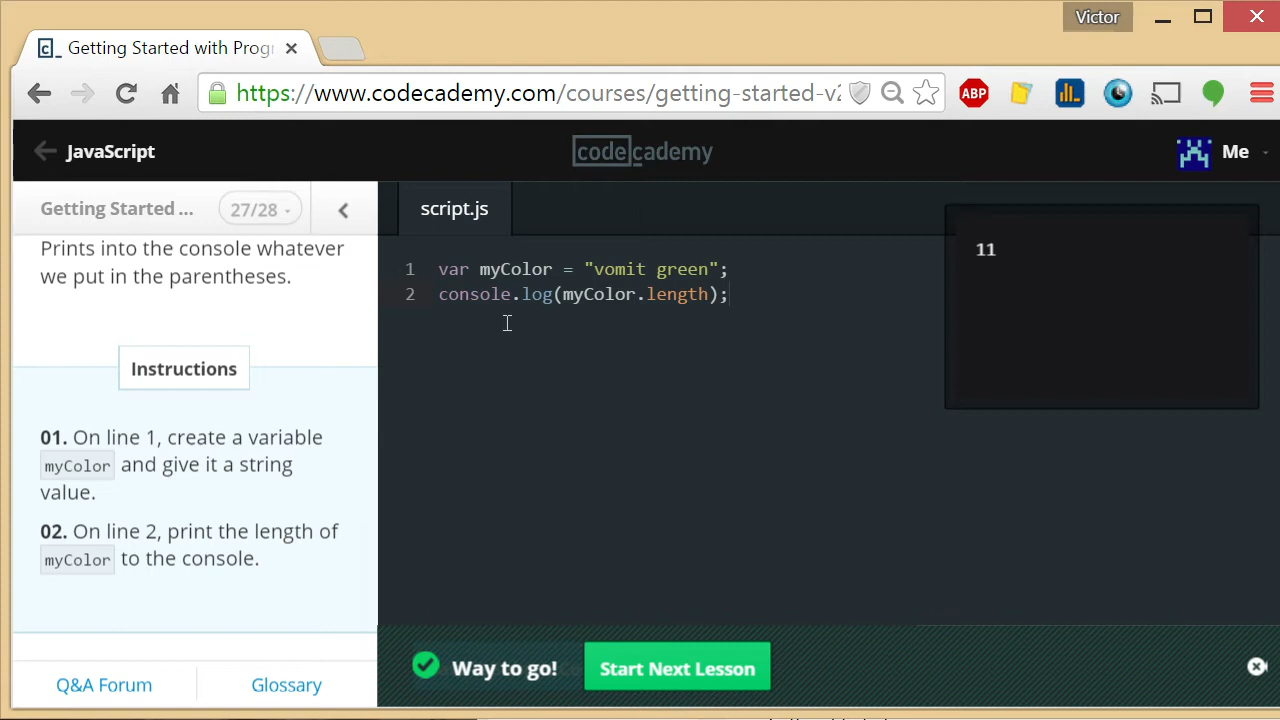 Victor
Getting Started with Progr
https://www.codecademy.com/courses/getting-started-v2
ABP
JavaScript
codecademy
Me
Getting Started ...
27/28
script.js
Prints into the console whatever
we put in the parentheses.
Instructions
01. On line 1, create a variable
myColor and give it a string
value.
02. On line 2, print the length of
myColor to the console.
Q&A Forum
Glossary
1 var myColor = "vomit green";
2 console.log(myColor.length);
11
Way to go!
Start Next Lesson